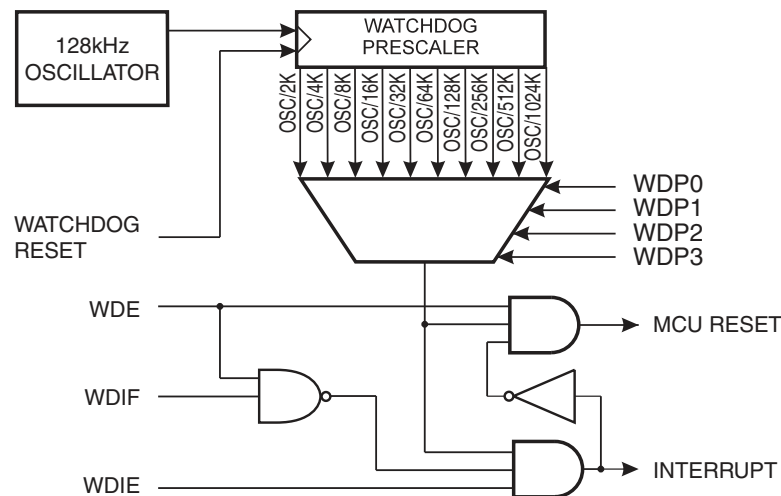 128kHz
OSCILLATOR
WATCHDOG
PRESCALER
OSC/2K
OSC/4K
OSC/8K
OSC/16K
OSC/32K
OSC/64K
OSC/128K
OSC/256K
OSC/512K
OSC/1024K
WDP0
WDP1
WDP2
WDP3
WATCHDOG
RESET
WDE
MCU RESET
WDIF
WDIE
INTERRUPT